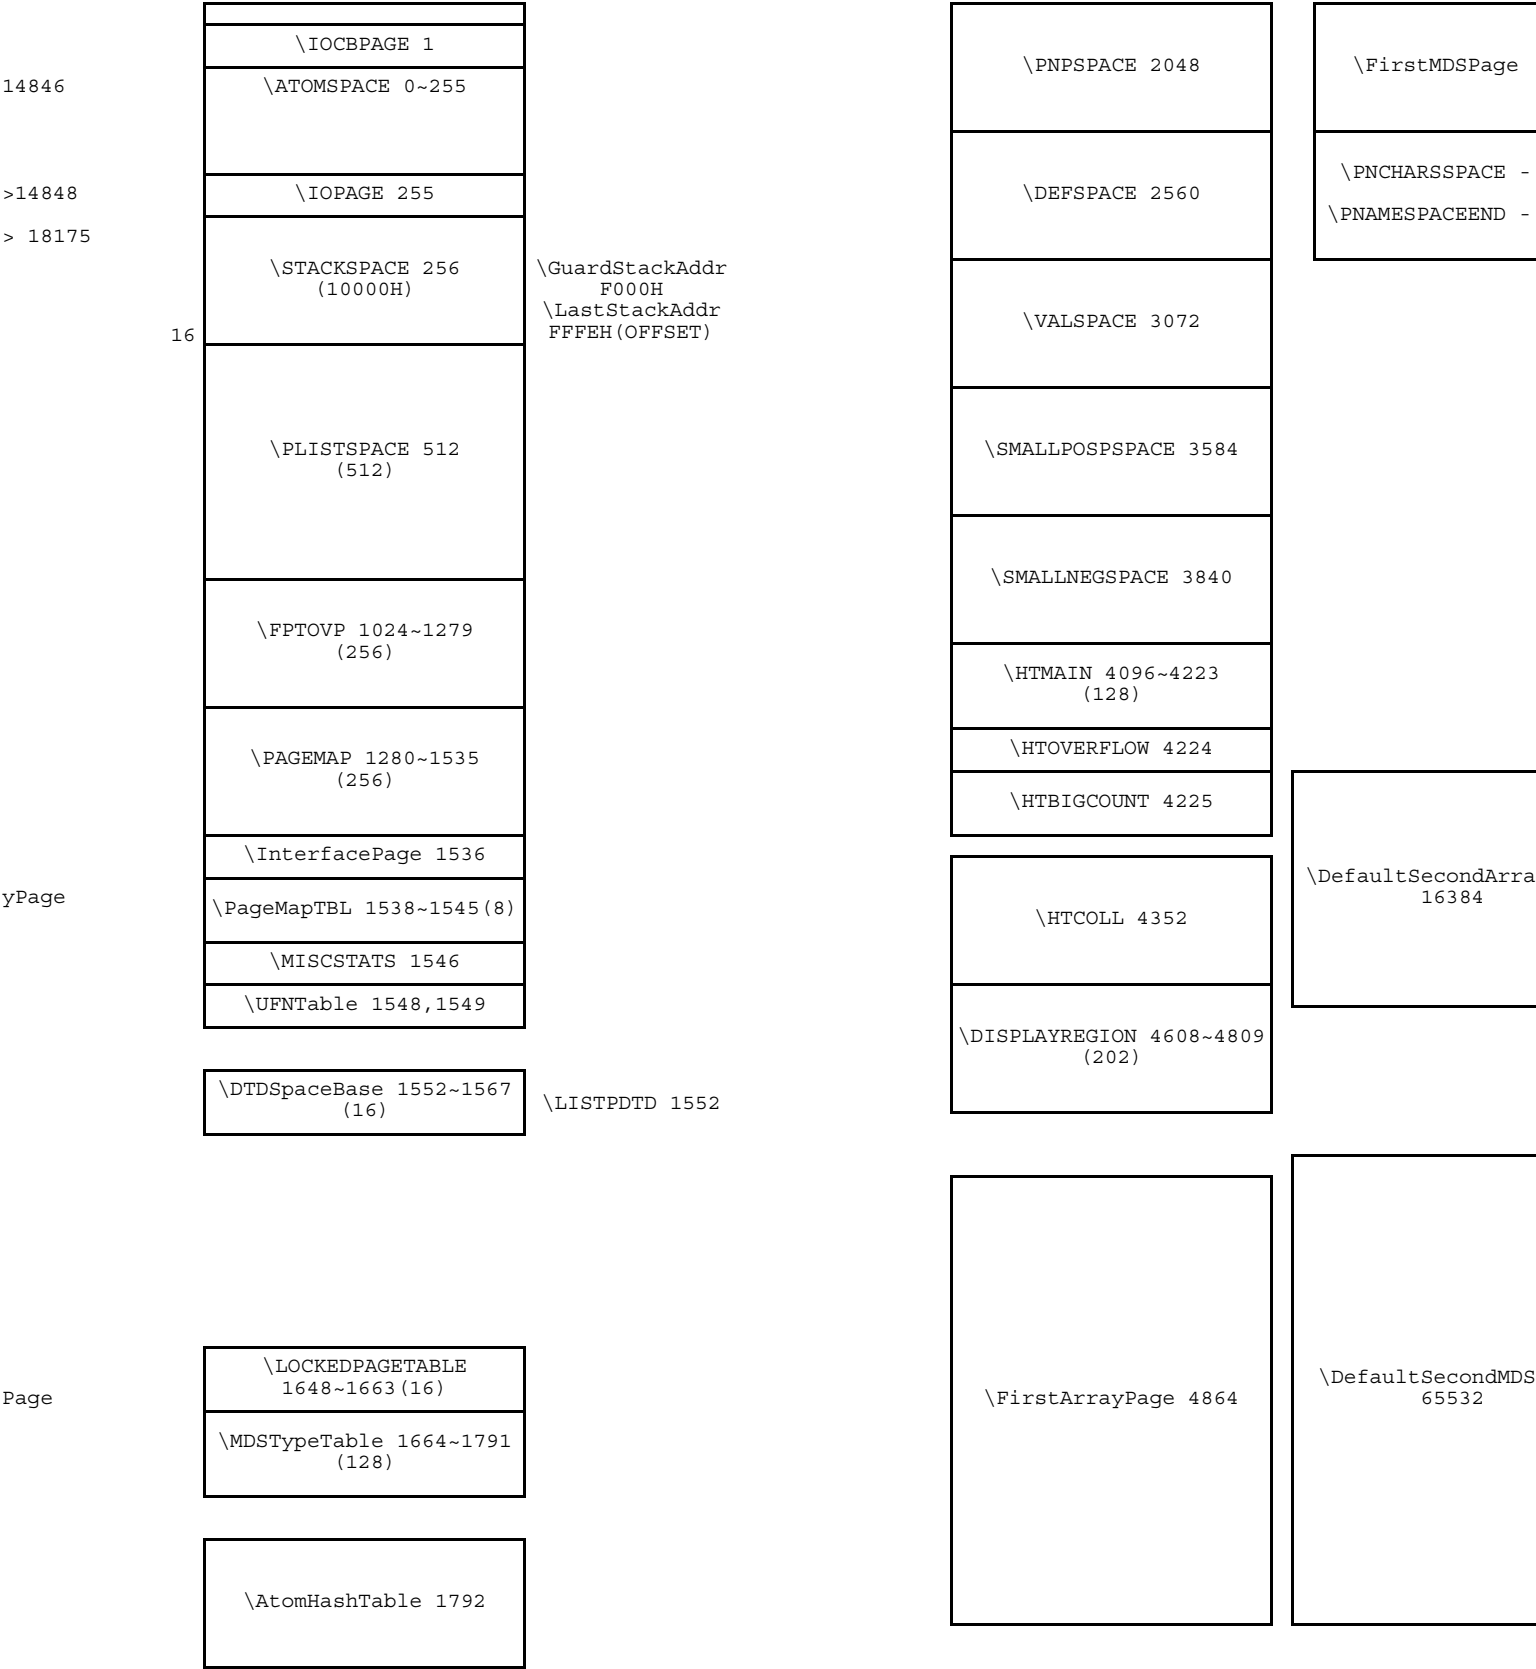 \IOCBPAGE 1
14846
\ATOMSPACE 0~255
>14848
\IOPAGE 255
> 18175
\STACKSPACE 256
(10000H)
\GuardStackAddr
F000H
\LastStackAddr
FFFEH(OFFSET)
16
\PLISTSPACE 512
(512)
\FPTOVP 1024~1279
(256)
\PAGEMAP 1280~1535
(256)
\InterfacePage 1536
yPage
\PageMapTBL 1538~1545(8)
\MISCSTATS 1546
\UFNTable 1548,1549
\DTDSpaceBase 1552~1567
(16)
\LISTPDTD 1552
\LOCKEDPAGETABLE
1648~1663(16)
Page
\MDSTypeTable 1664~1791
(128)
\AtomHashTable 1792
\PNPSPACE 2048
\DEFSPACE 2560
\VALSPACE 3072
\SMALLPOSPSPACE 3584
\SMALLNEGSPACE 3840
\HTMAIN 4096~4223
(128)
\HTOVERFLOW 4224
\HTBIGCOUNT 4225
\HTCOLL 4352
\DISPLAYREGION 4608~4809
(202)
\FirstArrayPage 4864
\FirstMDSPage
\PNCHARSSPACE -
\PNAMESPACEEND -
\DefaultSecondArra
16384
\DefaultSecondMDS
65532